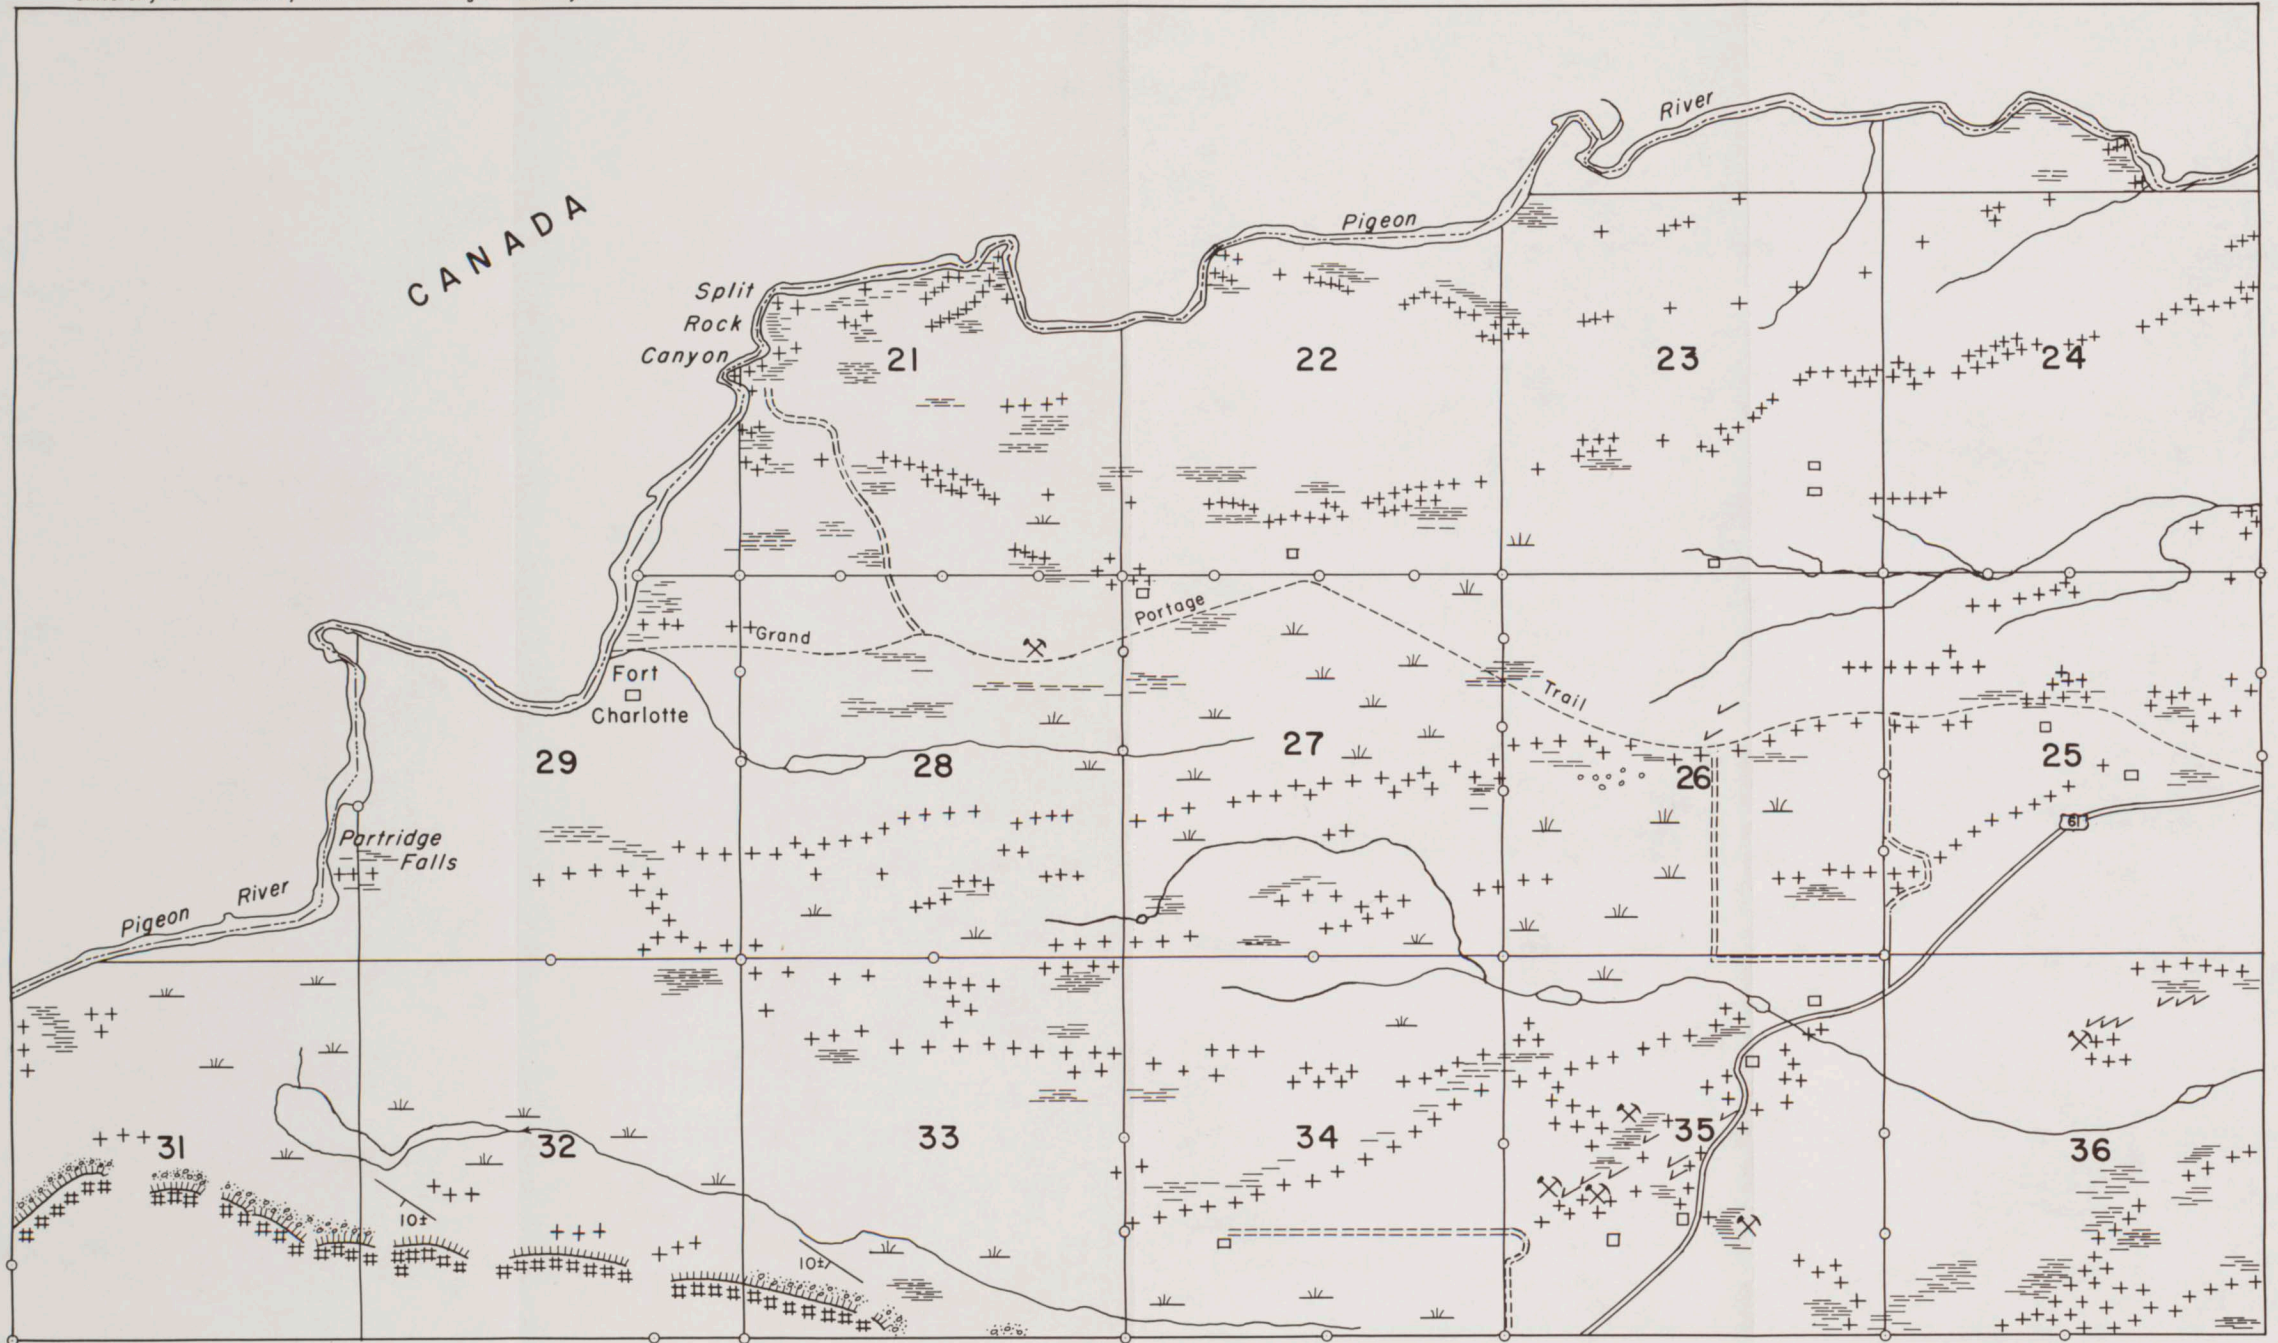 River
CANADA
Pigeon
Split
Rock
Canyon
21
22
23
24
Portage
Grand
Fort
Charlotte
Trail
29
28
27
26
25
61
Partridge
Falls
River
Pigeon
31
32
33
34
35
36
10±
10±